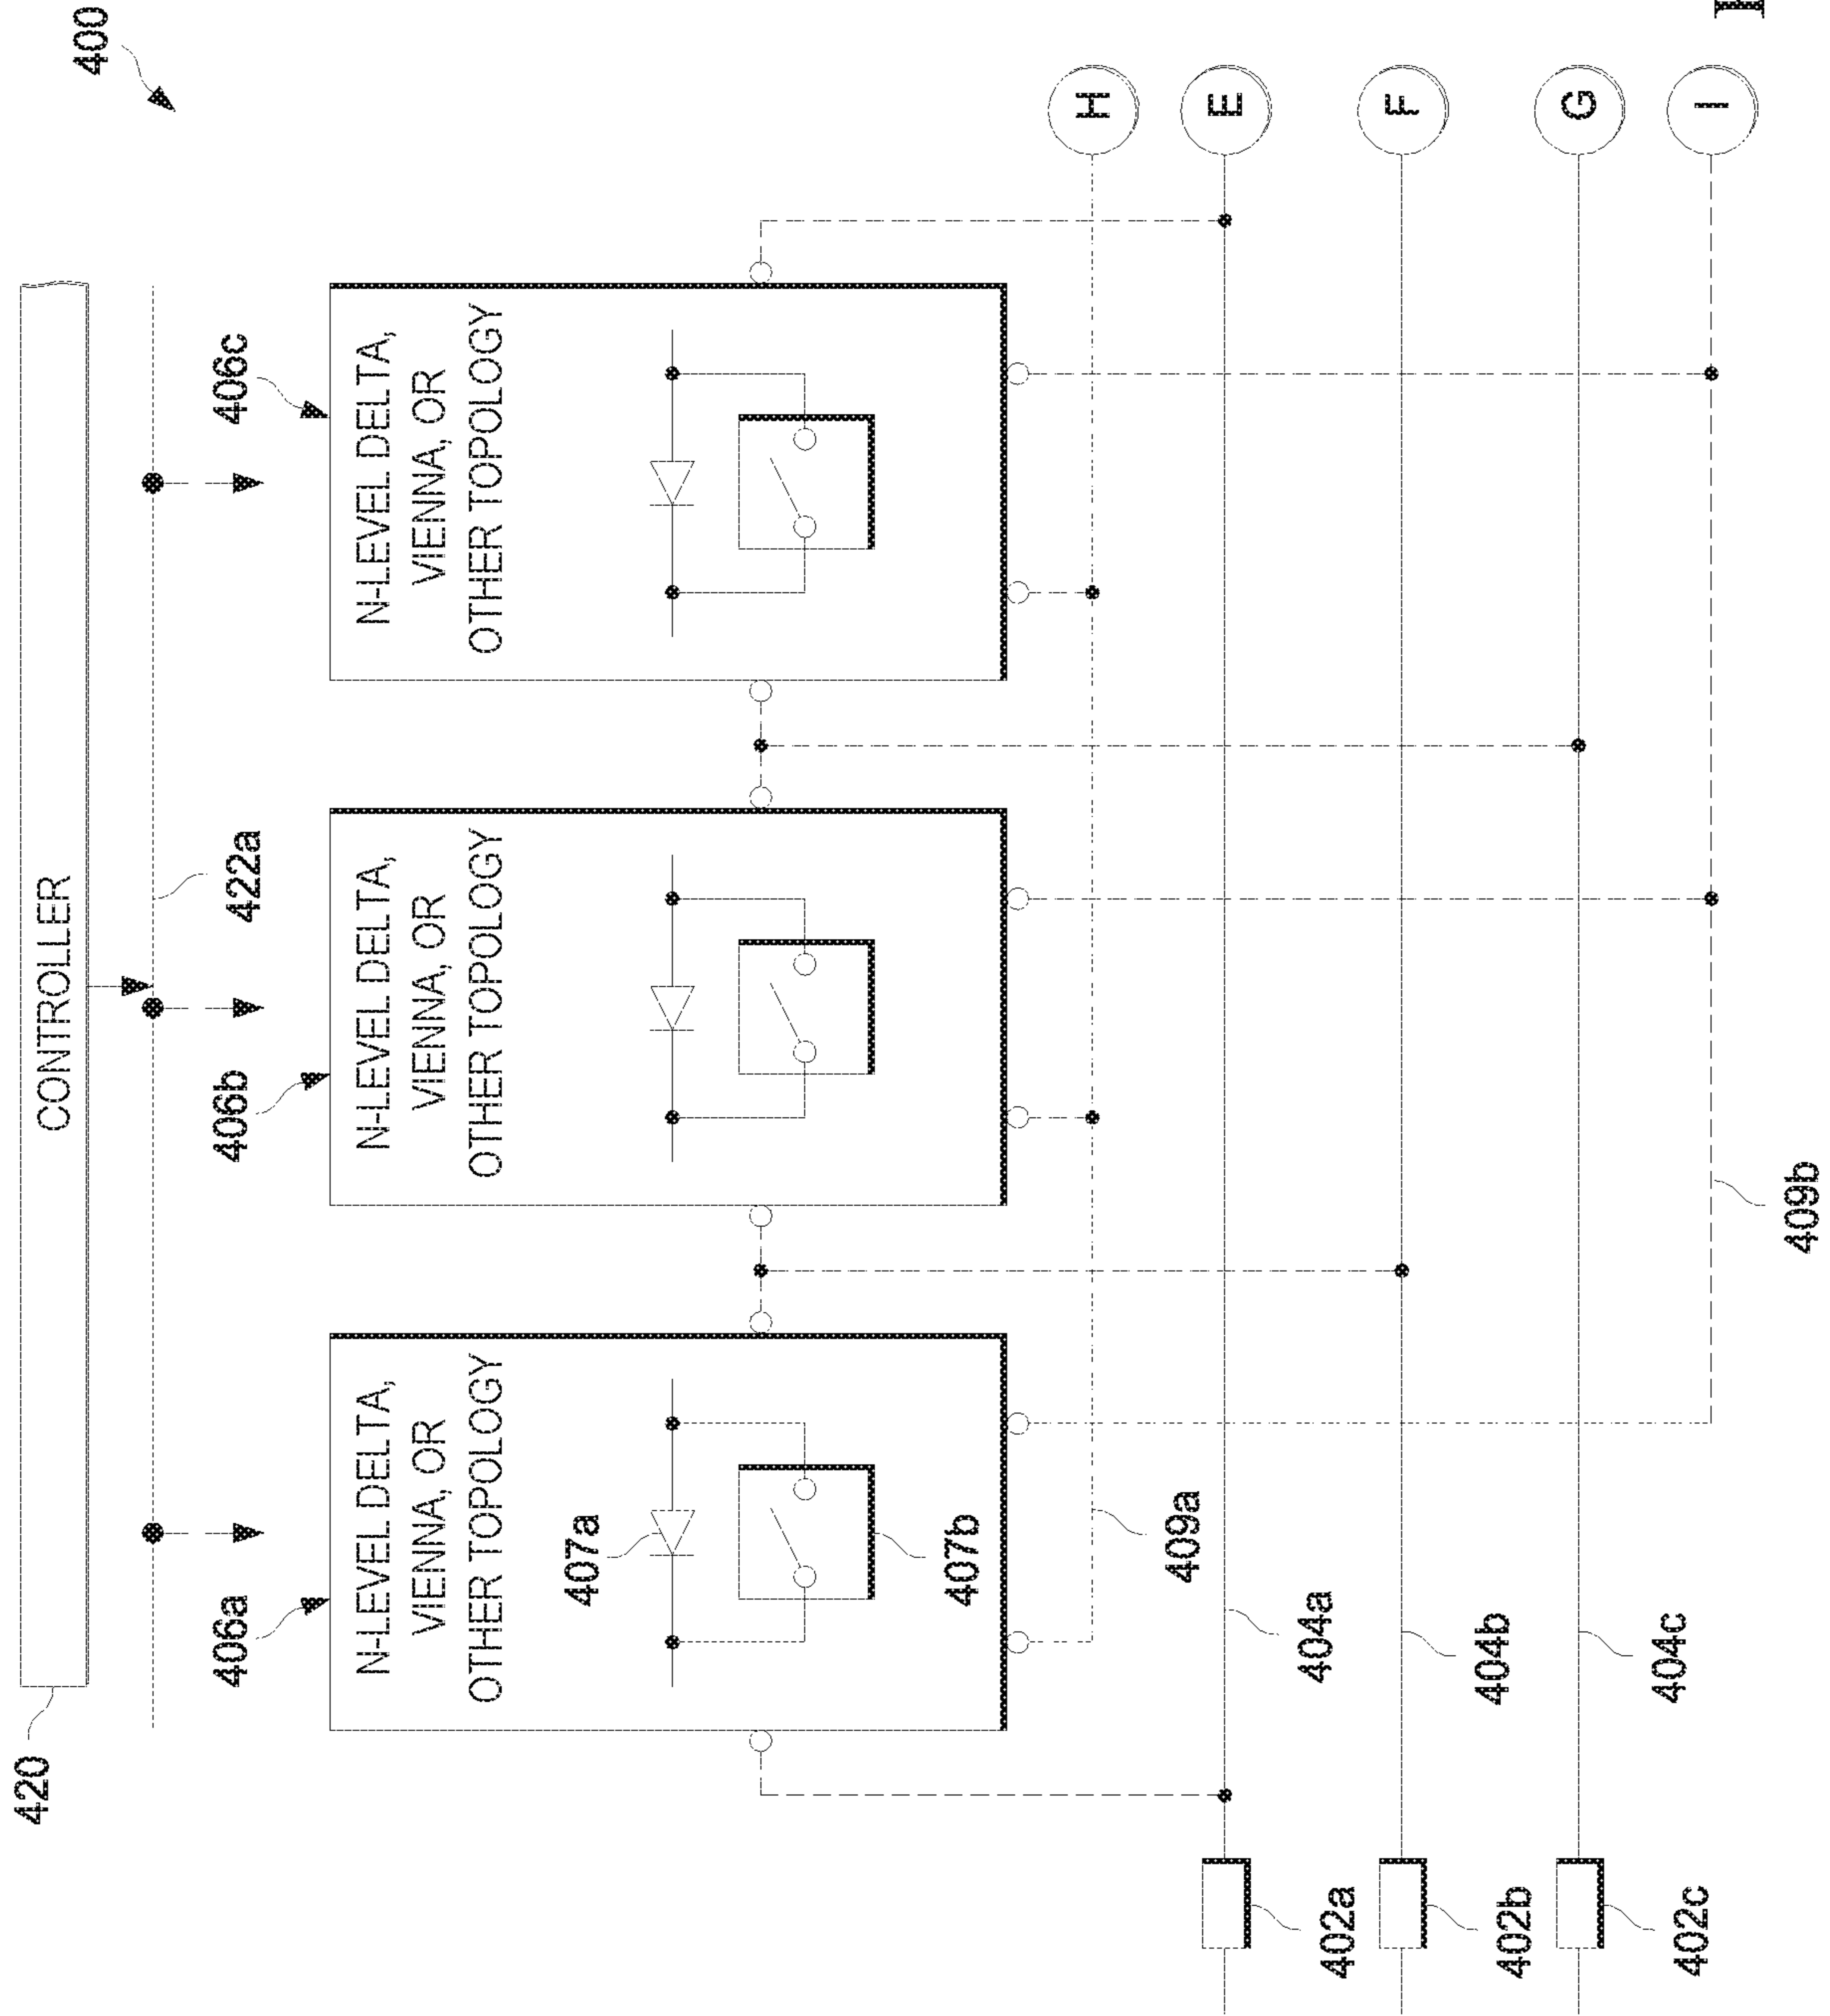 400
420
CONTROLLER
422a
406a
406b
406c
N-LEVEL DELTA,
VIENNA, OR
OTHER TOPOLOGY
N-LEVEL DELTA,
VIENNA, OR
OTHER TOPOLOGY
N-LEVEL DELTA,
VIENNA, OR
OTHER TOPOLOGY
407a
407b
409a
H
402a
404a
E
402b
404b
F
402c
404c
G
409b
I